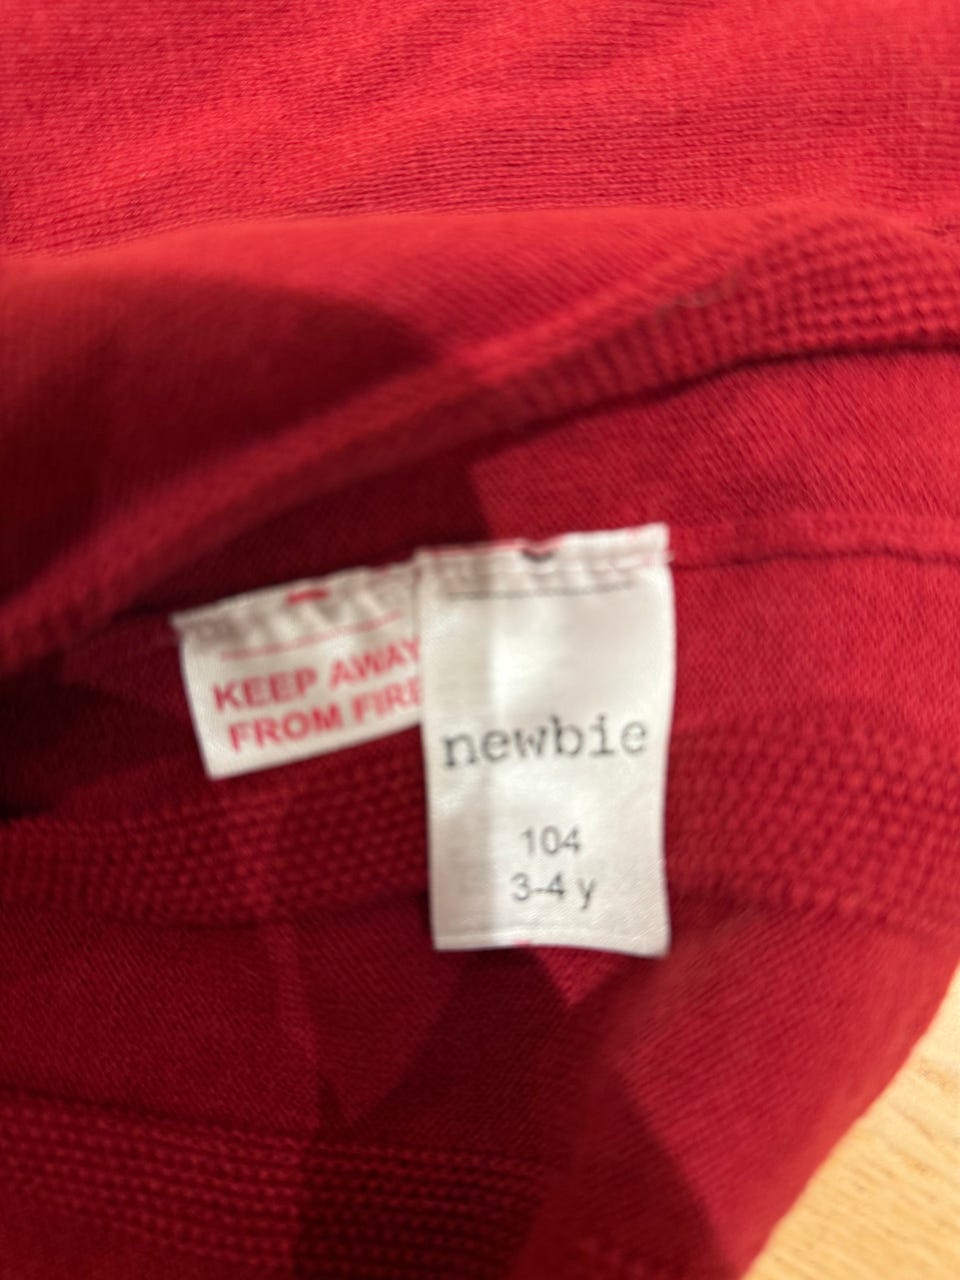 KEEP AWAY
FROM FIRE
newbie
104
3-4 y